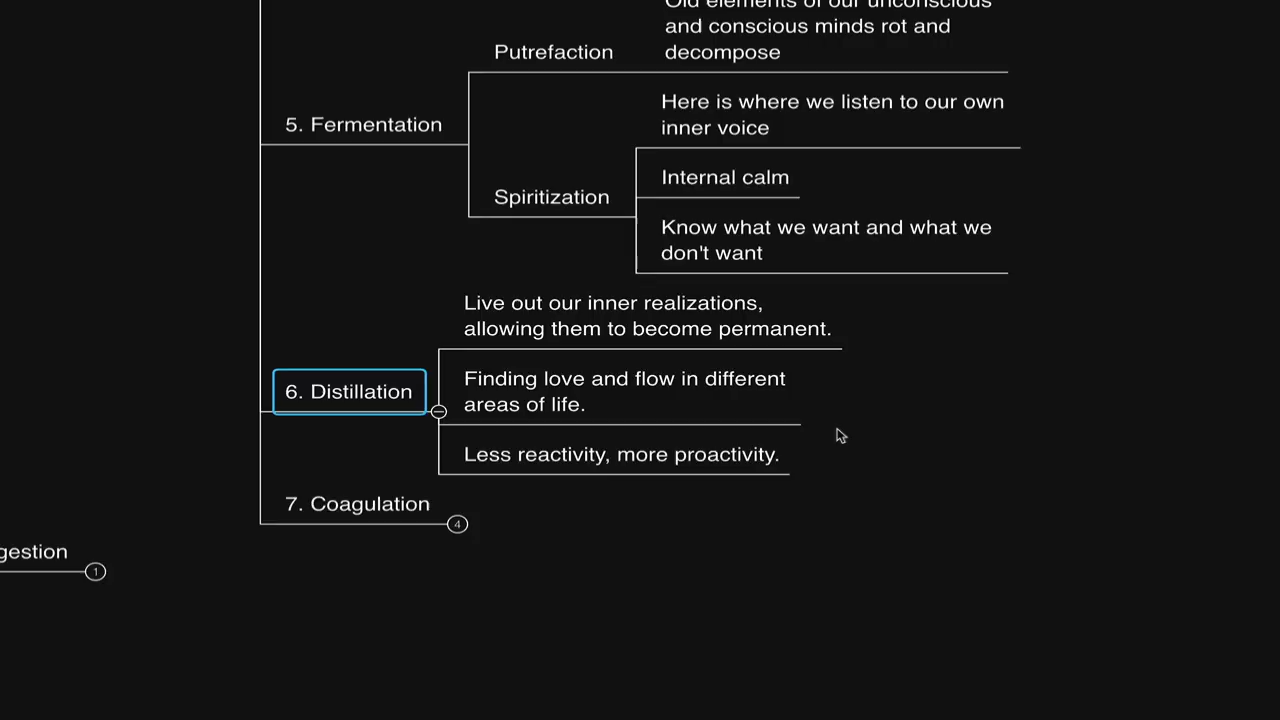 Old elements of our unconscious
and conscious minds rot and
decompose
Putrefaction
5. Fermentation
Here is where we listen to our own
inner voice
Internal calm
Spiritization
Know what we want and what we
don't want
Live out our inner realizations,
allowing them to become permanent.
6. Distillation
Finding love and flow in different
areas of life.
Less reactivity, more proactivity.
7. Coagulation
4
gestion
1